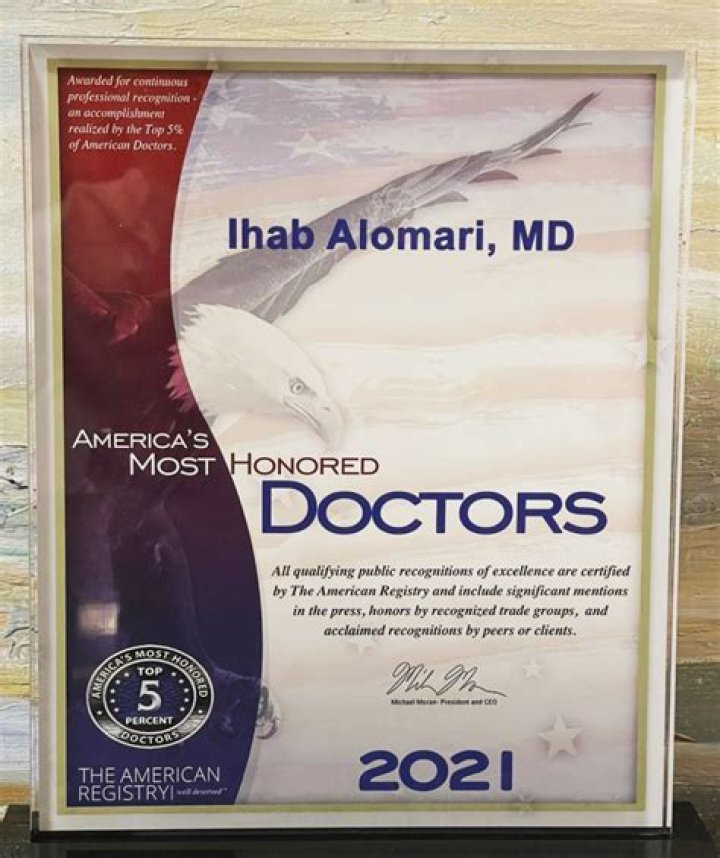 Awarded for continuous
professional recognition -
an accomplishment
realized by the Top 5%
of American Doctors.
Ihab Alomari, MD
AMERICA'S
MOST HONORED
DOCTORS
All qualifying public recognitions of excellence are certified
by The American Registry and include significant mentions
in the press, honors by recognized trade groups, and
acclaimed recognitions by peers or clients.
Michael Moran- President and CEO
AMERICA'S MOST HONORED
TOP
5
PERCENT
DOCTORS
THE AMERICAN
REGISTRY| well deserved™
2021